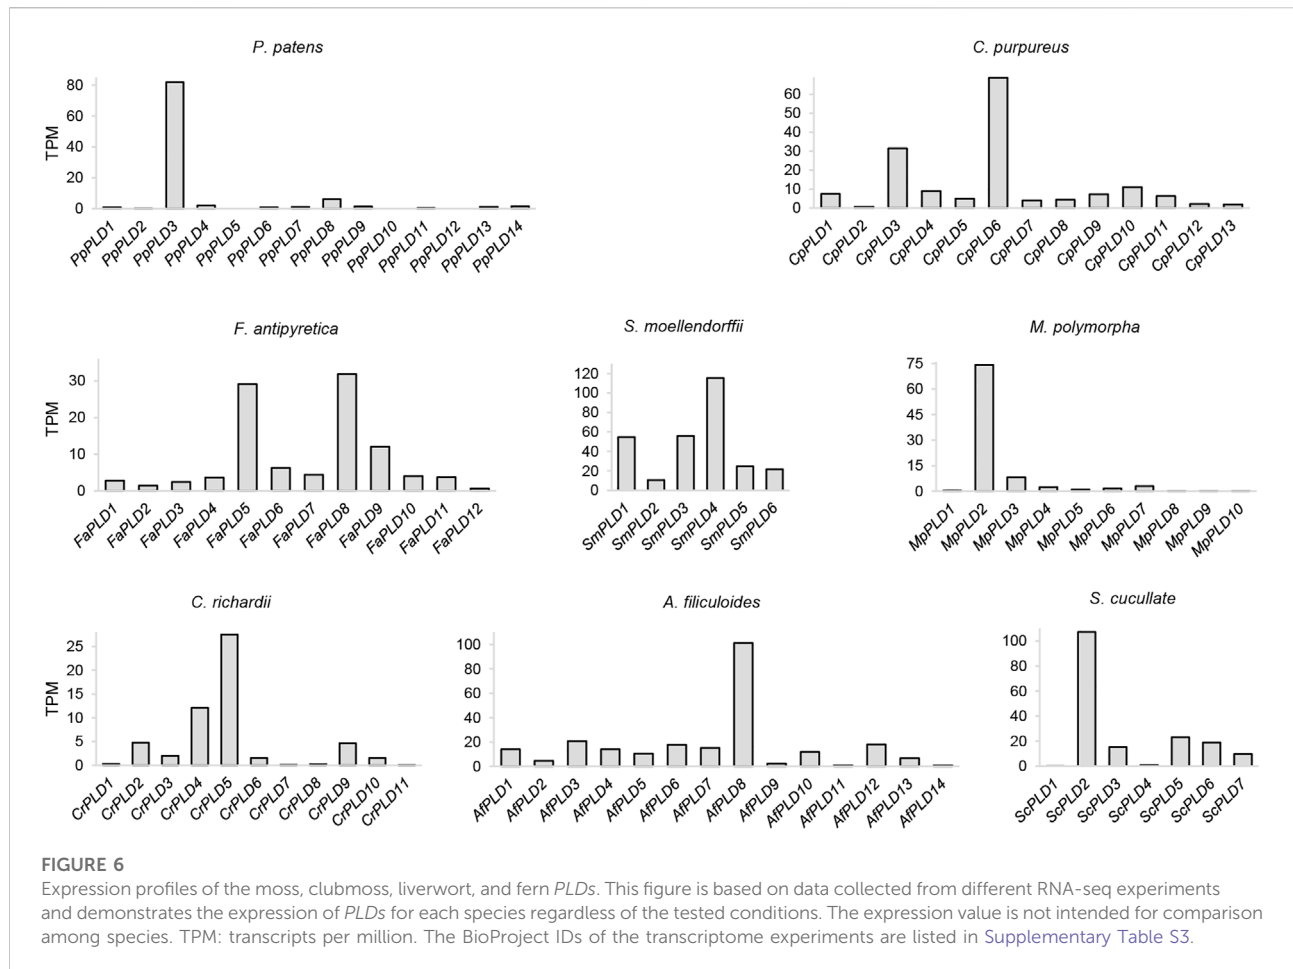 P. patens
TPM
80
60
40
20
0
PpPLD1
PpPLD2
PpPLD3
PpPLD4
PpPLD5
PpPLD6
PpPLD7
PpPLD8
PpPLD9
PpPLD10
PpPLD11
PpPLD12
PpPLD13
PpPLD14
C. purpureus
60
50
40
30
20
10
0
CpPLD1
CpPLD2
CpPLD3
CpPLD4
CpPLD5
CpPLD6
CpPLD7
CpPLD8
CpPLD9
CpPLD10
CpPLD11
CpPLD12
CpPLD13
F. antipyretica
TPM
30
20
10
0
FaPLD1
FaPLD2
FaPLD3
FaPLD4
FaPLD5
FaPLD6
FaPLD7
FaPLD8
FaPLD9
FaPLD10
FaPLD11
FaPLD12
S. moellendorffii
120
100
80
60
40
20
0
SmPLD1
SmPLD2
SmPLD3
SmPLD4
SmPLD5
SmPLD6
M. polymorpha
75
60
45
30
15
0
MpPLD1
MpPLD2
MpPLD3
MpPLD4
MpPLD5
MpPLD6
MpPLD7
MpPLD8
MpPLD9
MpPLD10
C. richardii
TPM
25
20
15
10
5
0
CrPLD1
CrPLD2
CrPLD3
CrPLD4
CrPLD5
CrPLD6
CrPLD7
CrPLD8
CrPLD9
CrPLD10
CrPLD11
A. filiculoides
100
80
60
40
20
0
AfPLD1
AfPLD2
AfPLD3
AfPLD4
AfPLD5
AfPLD6
AfPLD7
AfPLD8
AfPLD9
AfPLD10
AfPLD11
AfPLD12
AfPLD13
AfPLD14
S. cucullate
100
80
60
40
20
0
ScPLD1
ScPLD2
ScPLD3
ScPLD4
ScPLD5
ScPLD6
ScPLD7
FIGURE 6
Expression profiles of the moss, clubmoss, liverwort, and fern PLDs. This figure is based on data collected from different RNA-seq experiments
and demonstrates the expression of PLDs for each species regardless of the tested conditions. The expression value is not intended for comparison
among species. TPM: transcripts per million. The BioProject IDs of the transcriptome experiments are listed in Supplementary Table S3.